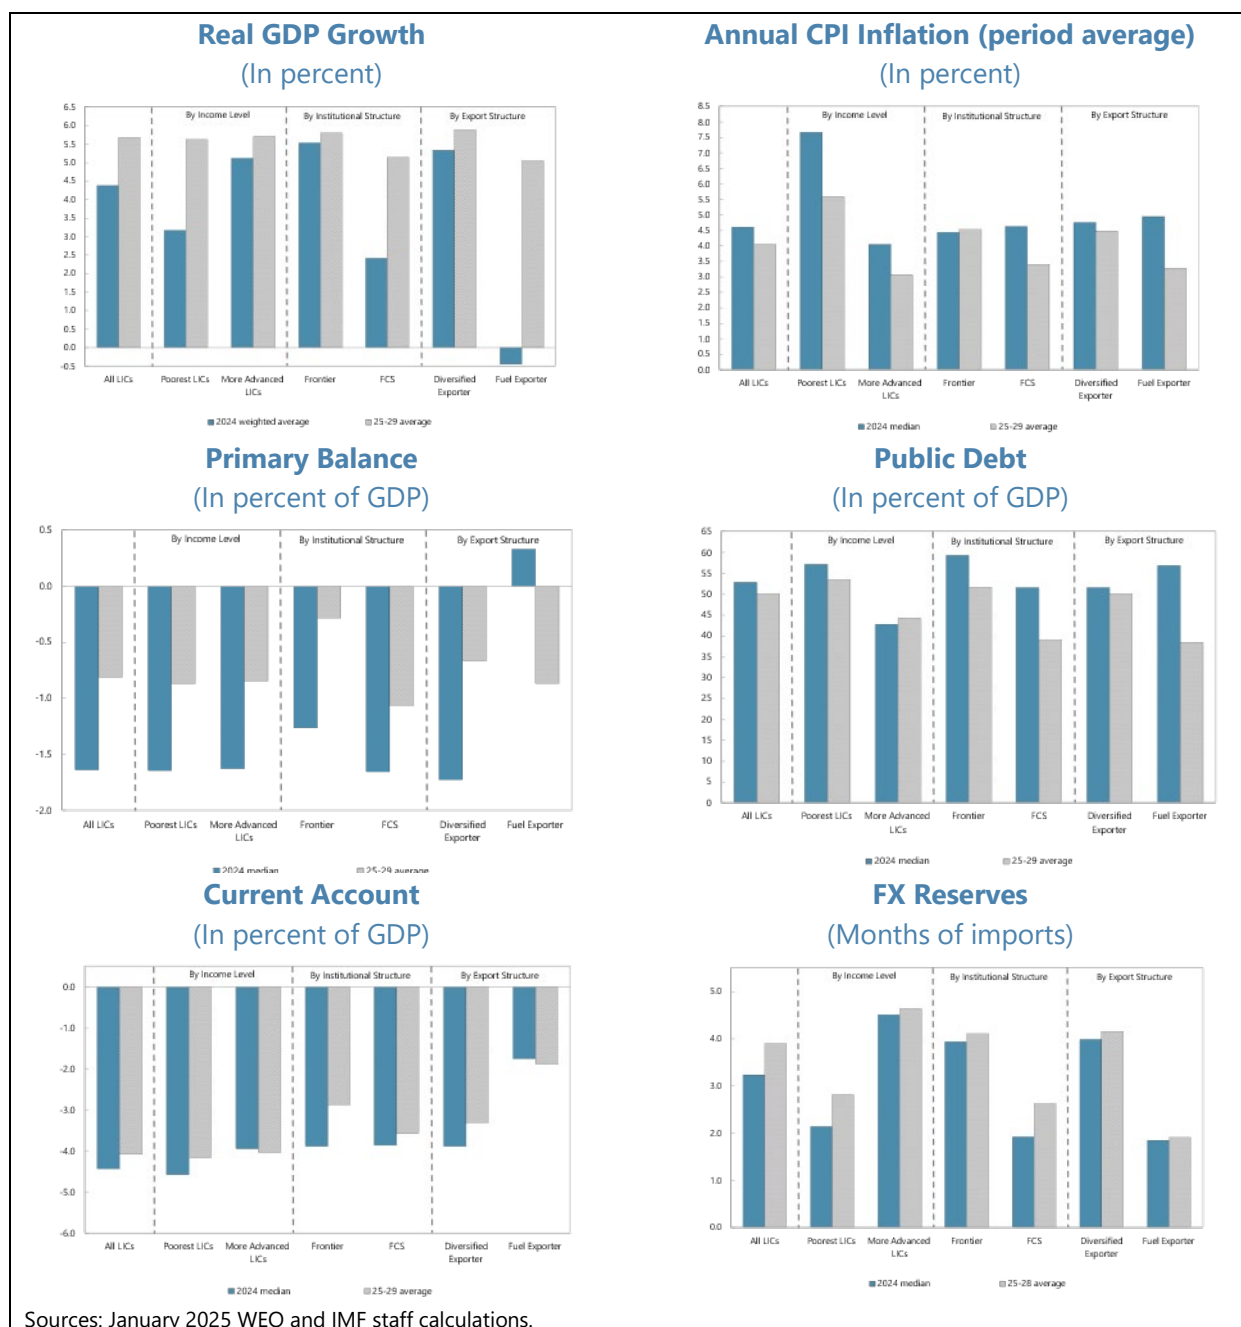 Real GDP Growth
(In percent)
6.5
6.0
5.5
5.0
4.5
4.0
3.5
3.0
2.5
2.0
1.5
1.0
0.5
0.0
-0.5
By Income Level
By Institutional Structure
By Export Structure
All LICs
Poorest LICs
More Advanced
LICs
Frontier
FCS
Diversified
Exporter
Fuel Exporter
2024 weighted average
25-29 average
Annual CPI Inflation (period average)
(In percent)
8.5
8.0
7.5
7.0
6.5
6.0
5.5
5.0
4.5
4.0
3.5
3.0
2.5
2.0
1.5
1.0
0.5
0.0
By Income Level
By Institutional Structure
By Export Structure
All LICs
Poorest LICs
More Advanced
LICs
Frontier
FCS
Diversified
Exporter
Fuel Exporter
2024 median
25-29 average
Primary Balance
(In percent of GDP)
0.5
0.0
-0.5
-1.0
-1.5
-2.0
By Income Level
By Institutional Structure
By Export Structure
All LICs
Poorest LICs
More Advanced
LICs
Frontier
FCS
Diversified
Exporter
Fuel Exporter
2024 median
25-29 average
Public Debt
(In percent of GDP)
65
60
55
50
45
40
35
30
25
20
15
10
5
0
By Income Level
By Institutional Structure
By Export Structure
All LICs
Poorest LICs
More Advanced
LICs
Frontier
FCS
Diversified
Exporter
Fuel Exporter
2024 median
25-29 average
Current Account
(In percent of GDP)
0.0
-1.0
-2.0
-3.0
-4.0
-5.0
-6.0
By Income Level
By Institutional Structure
By Export Structure
All LICs
Poorest LICs
More Advanced
LICs
Frontier
FCS
Diversified
Exporter
Fuel Exporter
2024 median
25-29 average
FX Reserves
(Months of imports)
5.0
4.0
3.0
2.0
1.0
0.0
By Income Level
By Institutional Structure
By Export Structure
All LICs
Poorest LICs
More Advanced
LICs
Frontier
FCS
Diversified
Exporter
Fuel Exporter
2024 median
25-28 average
Sources: January 2025 WEO and IMF staff calculations.